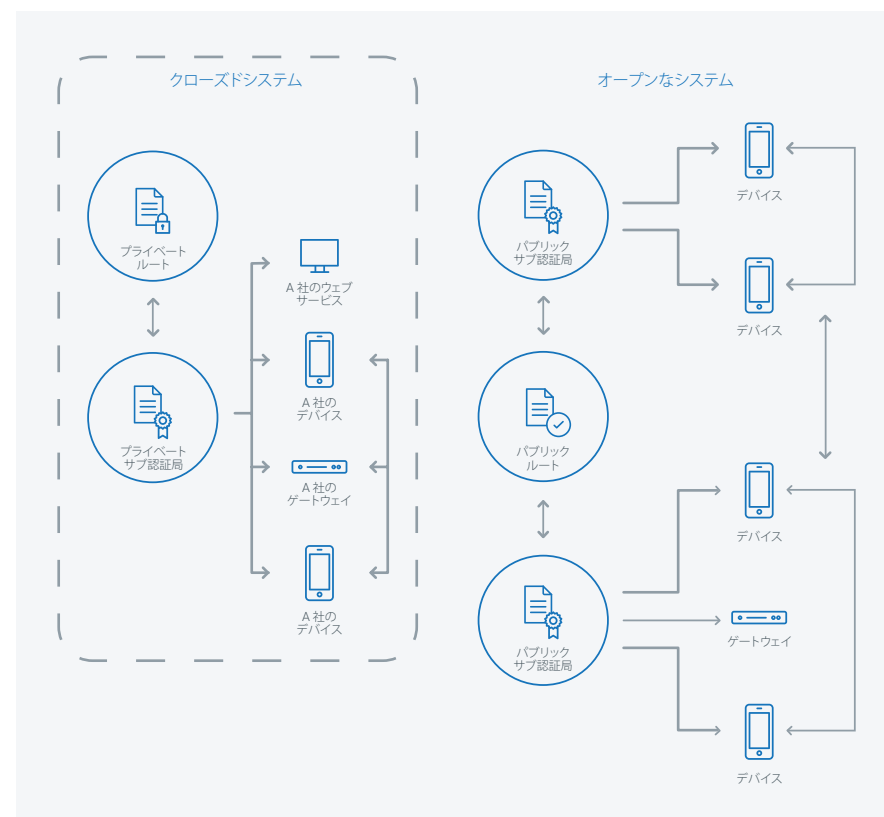 クローズドシステム
プライベート
ルート
プライベート
サブ認証局
A 社のウェブ
サービス
A 社の
デバイス
A 社の
ゲートウェイ
A 社の
デバイス
オープンなシステム
パブリック
サブ認証局
パブリック
ルート
パブリック
サブ認証局
デバイス
デバイス
デバイス
ゲートウェイ
デバイス